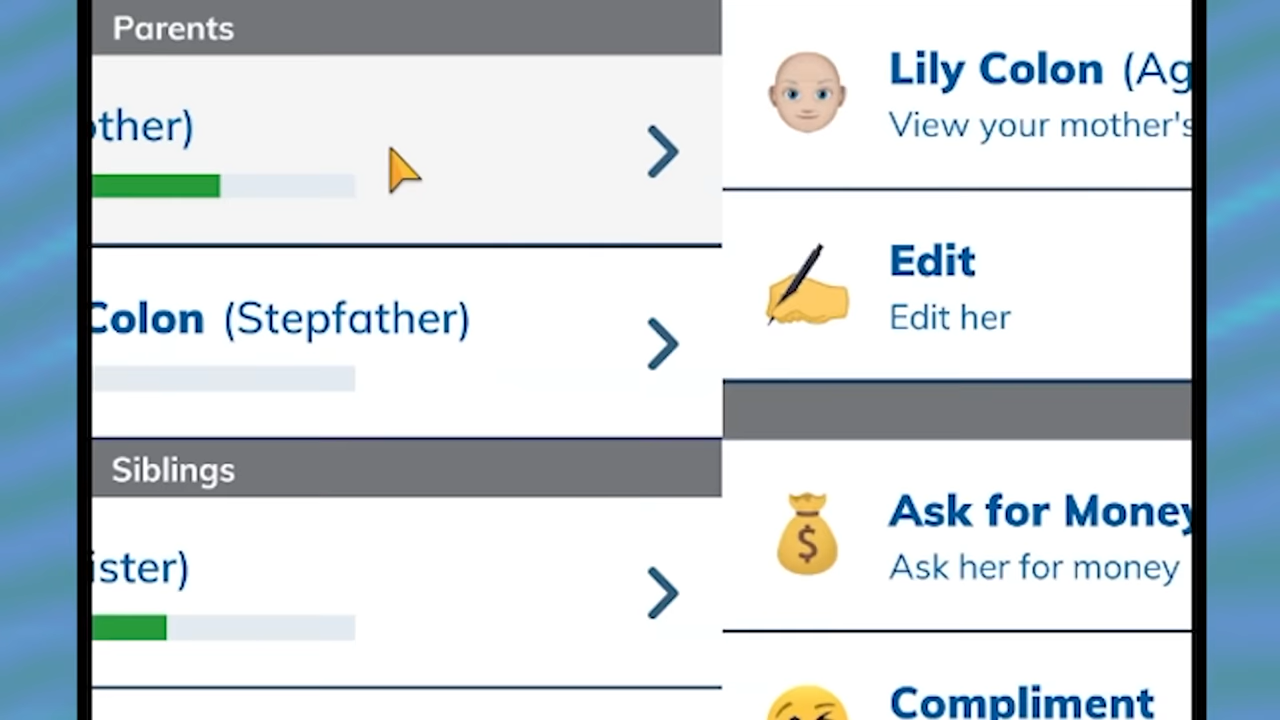 Parents
other)
Colon (Stepfather)
Siblings
ister)
Lily Colon (Ag
View your mother's
Edit
Edit her
Ask for Money
Ask her for money
Compliment